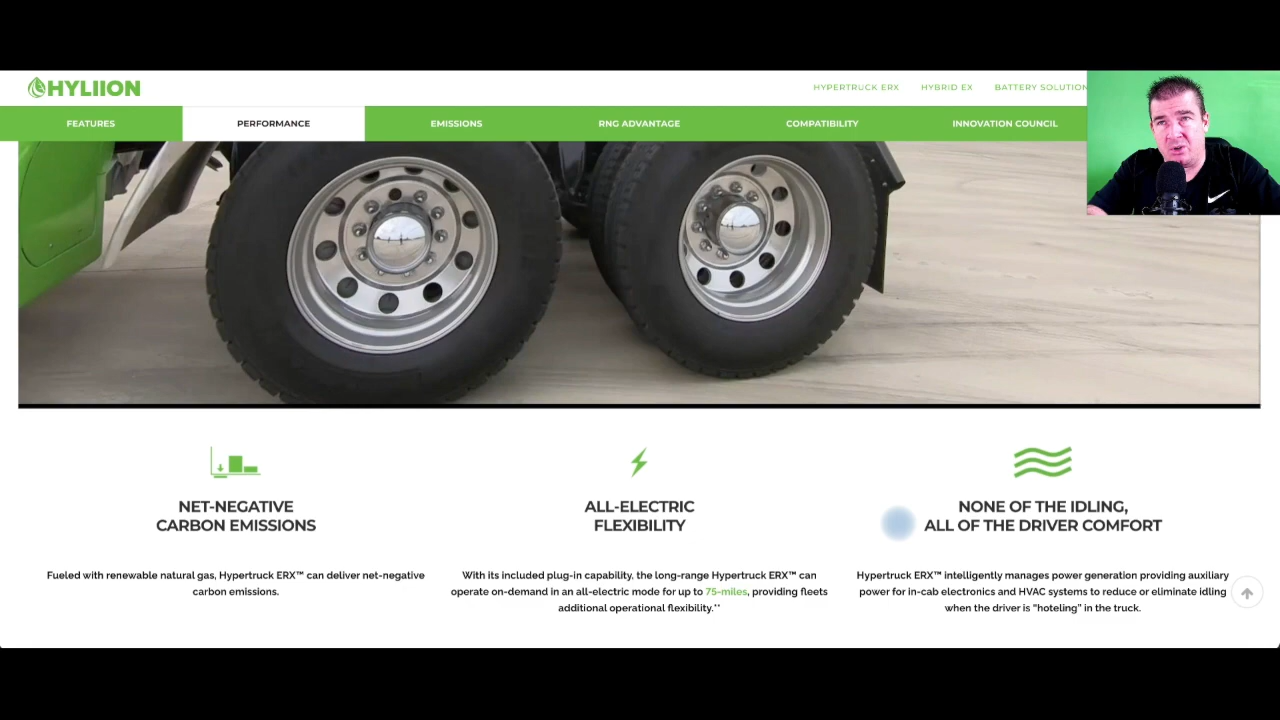 HYLIION
HYPERTRUCK ERX HYBRID EX BATTERY SOLUTION
FEATURES PERFORMANCE EMISSIONS RNG ADVANTAGE COMPATIBILITY INNOVATION COUNCIL
NET-NEGATIVE
CARBON EMISSIONS
Fueled with renewable natural gas, Hypertruck ERX™ can deliver net-negative
carbon emissions.
ALL-ELECTRIC
FLEXIBILITY
With its included plug-in capability, the long-range Hypertruck ERX™ can
operate on-demand in an all-electric mode for up to 75-miles, providing fleets
additional operational flexibility.**
NONE OF THE IDLING,
ALL OF THE DRIVER COMFORT
Hypertruck ERX™ intelligently manages power generation providing auxiliary
power for in-cab electronics and HVAC systems to reduce or eliminate idling
when the driver is “hoteling” in the truck.